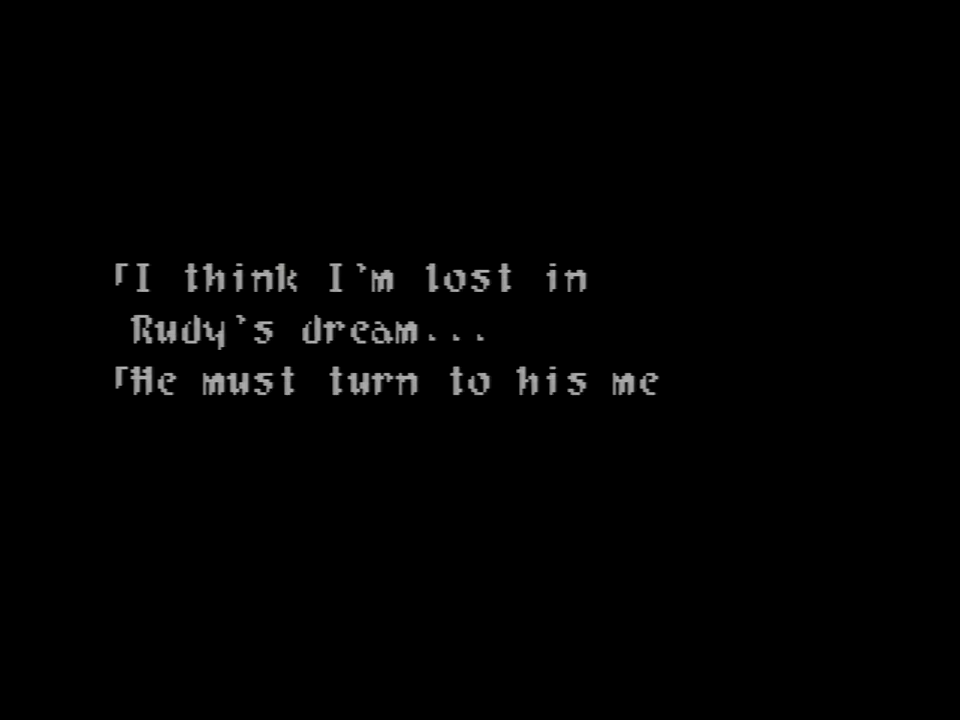 「I think I'm lost in
Rudy's dream...
「He must turn to his me